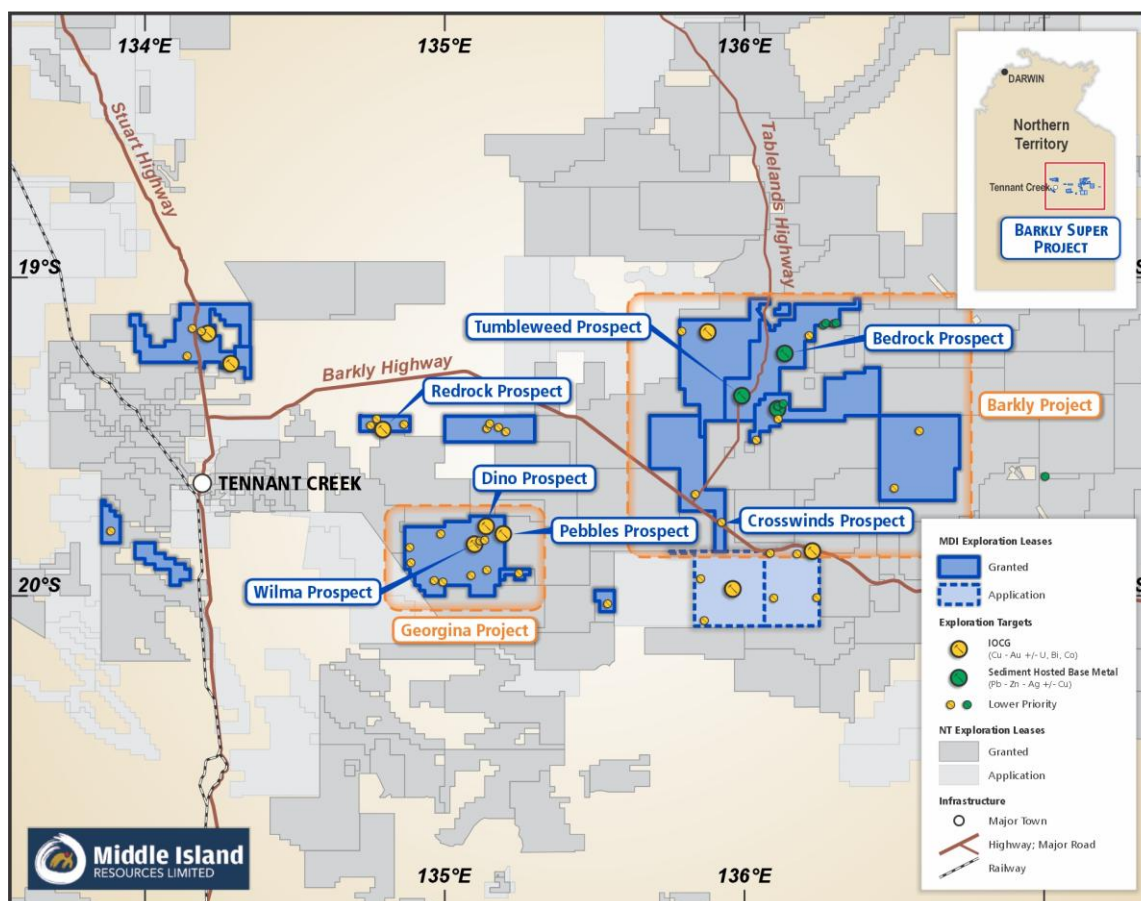 134°E
135°E
136°E
DARWIN
Northern
Territory
Tennant Creek
BARKLY SUPER
PROJECT
Stuart Highway
Tablelands Highway
19°S
S
Tumbleweed Prospect
Bedrock Prospect
Barkly Highway
Redrock Prospect
Barkly Project
TENNANT CREEK
Dino Prospect
Pebbles Prospect
Crosswinds Prospect
Wilma Prospect
20°S
S
Georgina Project
MDI Exploration Leases
Granted
Application
Exploration Targets
IOCG
(Cu - Au +/- U, Bi, Co)
Sediment Hosted Base Metal
(Pb - Zn - Ag +/- Cu)
Lower Priority
NT Exploration Leases
Granted
Application
Infrastructure
Major Town
Highway; Major Road
Railway
Middle Island
RESOURCES LIMITED
135°E
136°E